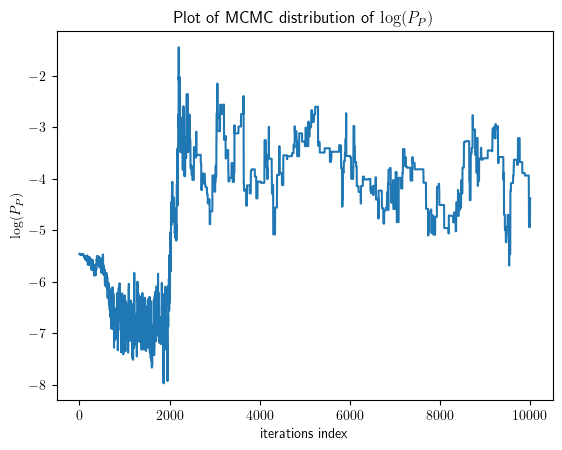 Plot of MCMC distribution of log(P_P)
−2
−3
−4
−5
−6
−7
−8
log(P_P)
0 2000 4000 6000 8000 10000
iterations index